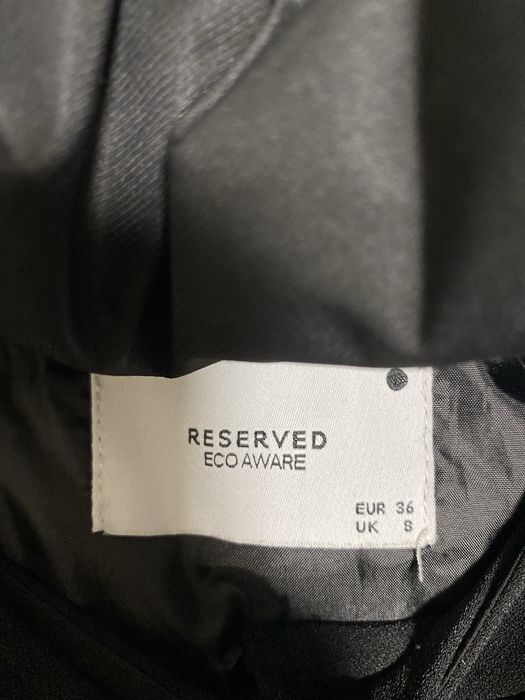 RESERVED
ECO AWARE
EUR 36
UK S